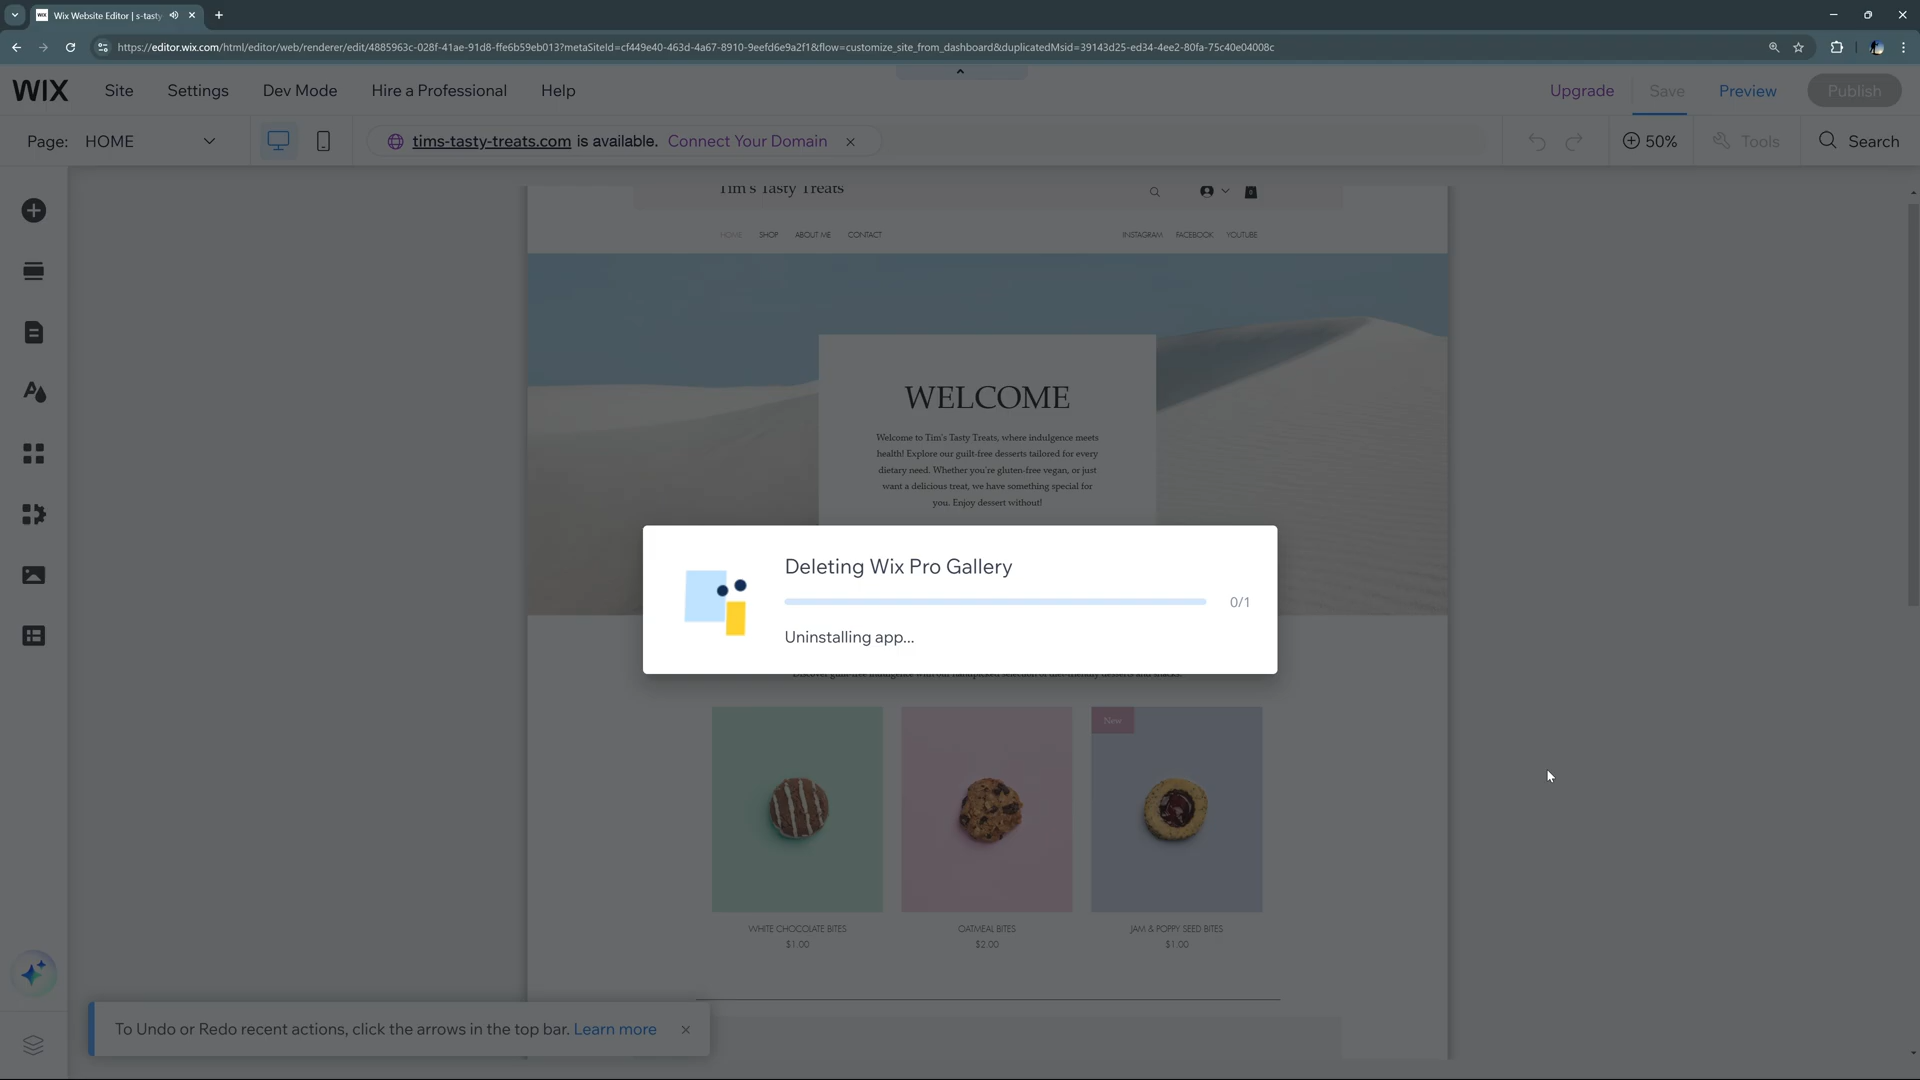 Wix Website Editor | s-tasty
https://editor.wix.com/html/editor/web/renderer/edit/4885963c-028f-41ae-91d8-ffe6b59eb013?metaSiteId=cf449e40-463d-4a67-8910-9eefd6e9a2f1&flow=customize_site_from_dashboard&duplicatedMsid=39143d25-ed34-4ee2-80fa-75c40e04008c
WIX Site Settings Dev Mode Hire a Professional Help Upgrade Save Preview Publish
Page: HOME tims-tasty-treats.com is available. Connect Your Domain 50% Tools Search
Tim's Tasty Treats
HOME SHOP ABOUT ME CONTACT INSTAGRAM FACEBOOK YOUTUBE
WELCOME
Welcome to Tim's Tasty Treats, where indulgence meets
health! Explore our guilt-free desserts tailored for every
dietary need. Whether you're gluten-free vegan, or just
want a delicious treat, we have something special for
you. Enjoy dessert without!
Deleting Wix Pro Gallery
0/1
Uninstalling app...
New
WHITE CHOCOLATE BITES OATMEAL BITES JAM & POPPY SEED BITES
$1.00 $2.00 $1.00
To Undo or Redo recent actions, click the arrows in the top bar. Learn more